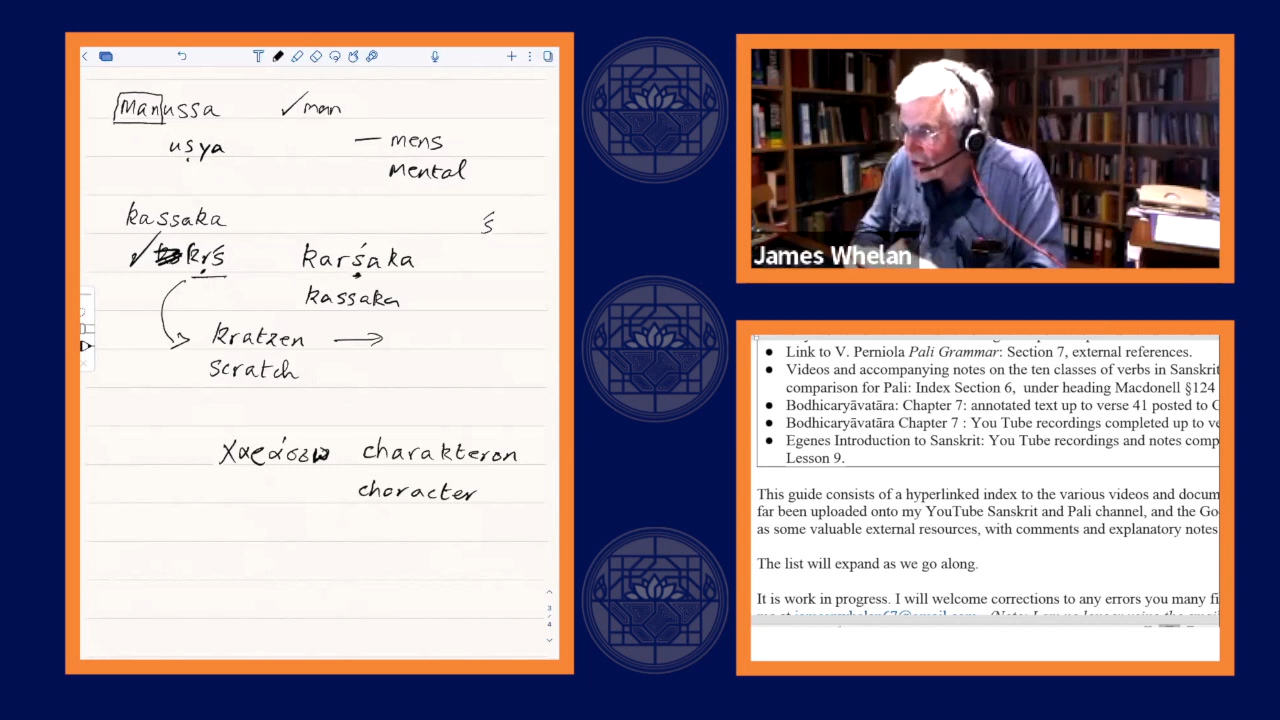 Manussa √man
uṣya — mens
mental
kassaka
√kṛś karśaka
kassaka
kratzen →
scratch
χαράσσω charakteron
character
James Whelan
● Link to V. Perniola Pali Grammar: Section 7, external references.
● Videos and accompanying notes on the ten classes of verbs in Sanskrit
comparison for Pali: Index Section 6, under heading Macdonell §124
● Bodhicaryāvatāra: Chapter 7: annotated text up to verse 41 posted to
● Bodhicaryāvatāra Chapter 7 : You Tube recordings completed up to
● Egenes Introduction to Sanskrit: You Tube recordings and notes comp
Lesson 9.
This guide consists of a hyperlinked index to the various videos and docum
far been uploaded onto my YouTube Sanskrit and Pali channel, and the Go
as some valuable external resources, with comments and explanatory notes
The list will expand as we go along.
It is work in progress. I will welcome corrections to any errors you many fi